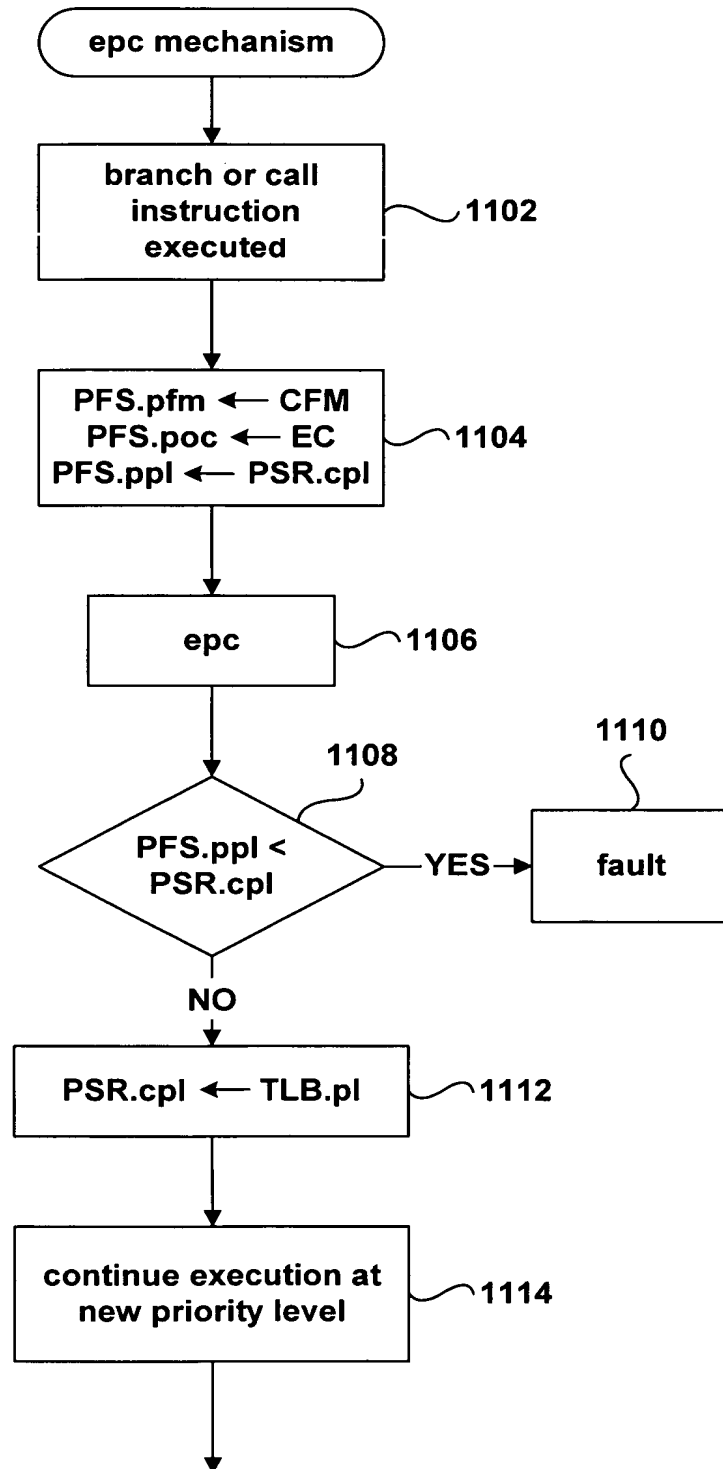 epc mechanism
branch or call
instruction
executed
1102
PFS.pfm ← CFM
PFS.poc ← EC
PFS.ppl ← PSR.cpl
1104
epc
1106
1108
1110
PFS.ppl <
PSR.cpl
YES
fault
NO
PSR.cpl ← TLB.pl
1112
continue execution at
new priority level
1114